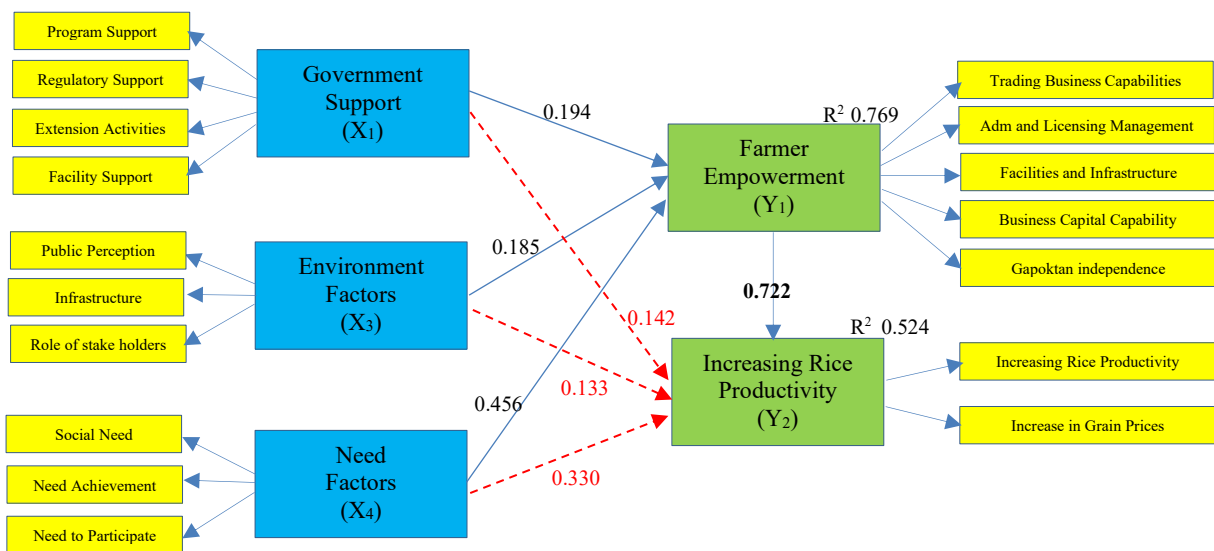 Program Support
Regulatory Support
Extension Activities
Facility Support
Government
Support
(X₁)
0.194
R² 0.769
Farmer
Empowerment
(Y₁)
Trading Business Capabilities
Adm and Licensing Management
Facilities and Infrastructure
Business Capital Capability
Gapoktan independence
Public Perception
Infrastructure
Role of stake holders
Environment
Factors
(X₃)
0.185
0.142
0.133
0.722
R² 0.524
Increasing Rice
Productivity
(Y₂)
Increasing Rice Productivity
Increase in Grain Prices
Social Need
Need Achievement
Need to Participate
Need
Factors
(X₄)
0.456
0.330